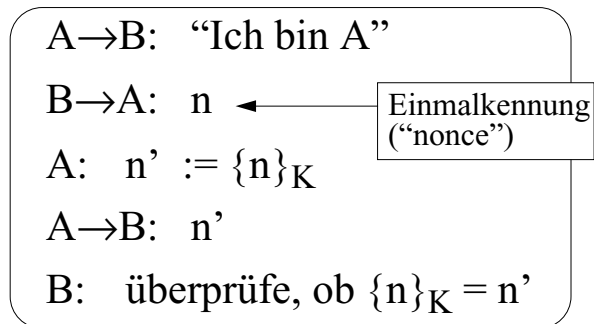 A→B: “Ich bin A”
B→A: n
Einmalkennung
(“nonce”)
A: n’ := {n}K
A→B: n’
B: überprüfe, ob {n}K = n’